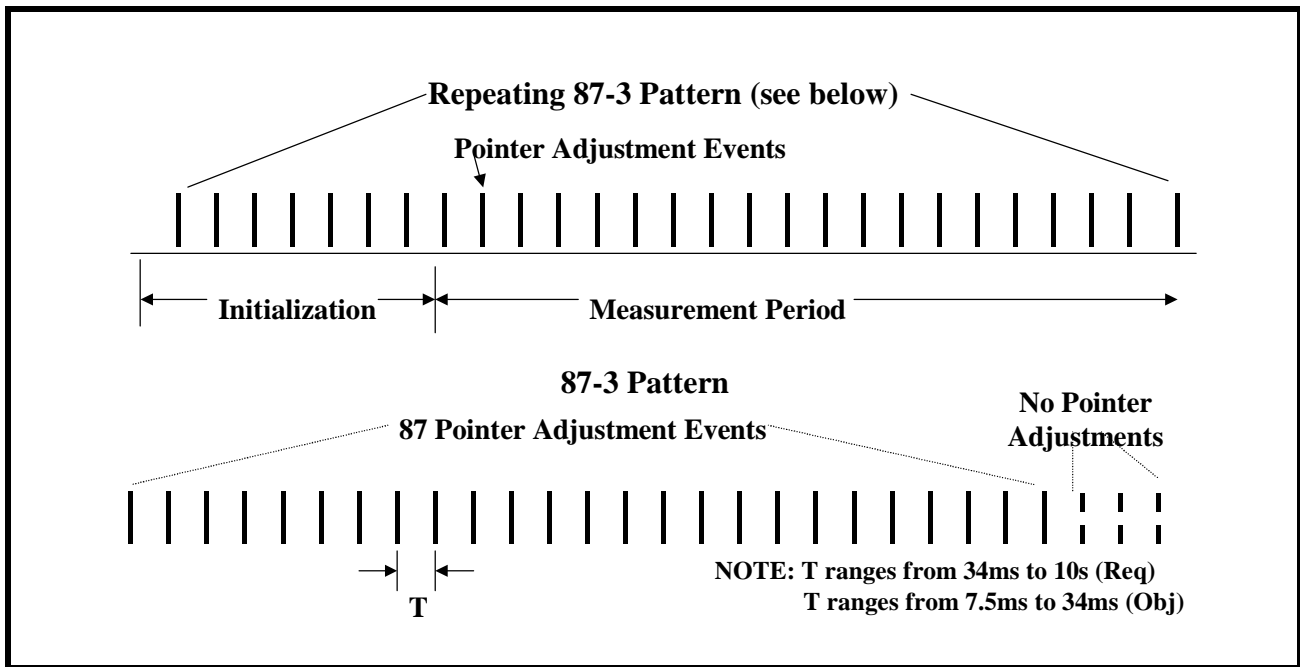 Repeating 87-3 Pattern (see below)
Pointer Adjustment Events
Initialization
Measurement Period
87-3 Pattern
87 Pointer Adjustment Events
No Pointer
Adjustments
T
NOTE: T ranges from 34ms to 10s (Req)
T ranges from 7.5ms to 34ms (Obj)